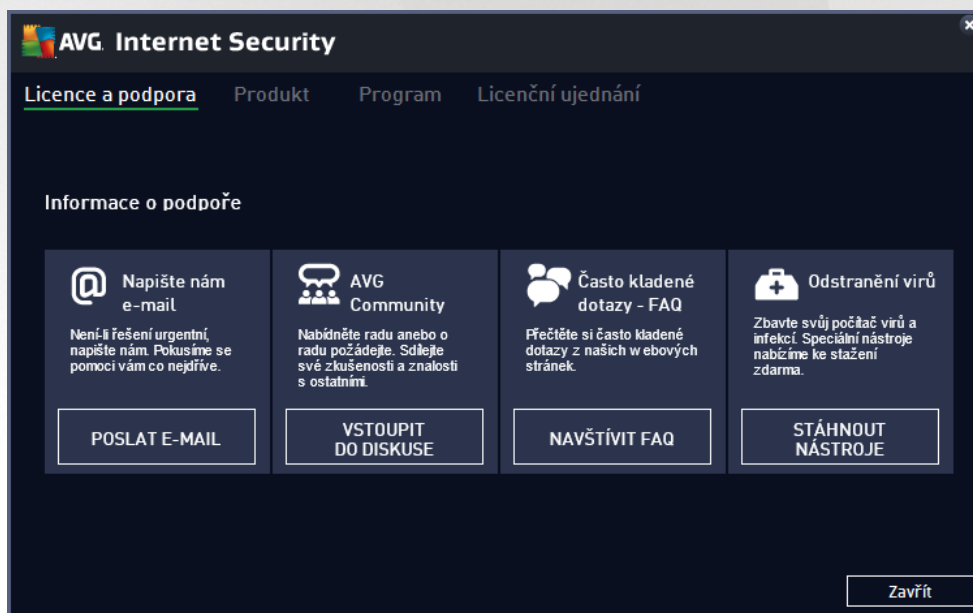 AVG. Internet Security
Licence a podpora Produkt Program Licenční ujednání
Informace o podpoře
Napište nám
e-mail
Není-li řešení urgentní,
napište nám. Pokusíme se
pomoci vám co nejdříve.
POSLAT E-MAIL
AVG
Community
Nabídněte radu anebo o
radu požádejte. Sdílejte
své zkušenosti a znalosti
s ostatními.
VSTOUPIT
DO DISKUSE
Často kladené
dotazy - FAQ
Přečtěte si často kladené
dotazy z našich webových
stránek.
NAVŠTÍVIT FAQ
Odstranění virů
Zbavte svůj počítač virů a
infekcí. Speciální nástroje
nabízíme ke stažení
zdarma.
STÁHNOUT
NÁSTROJE
Zavřít